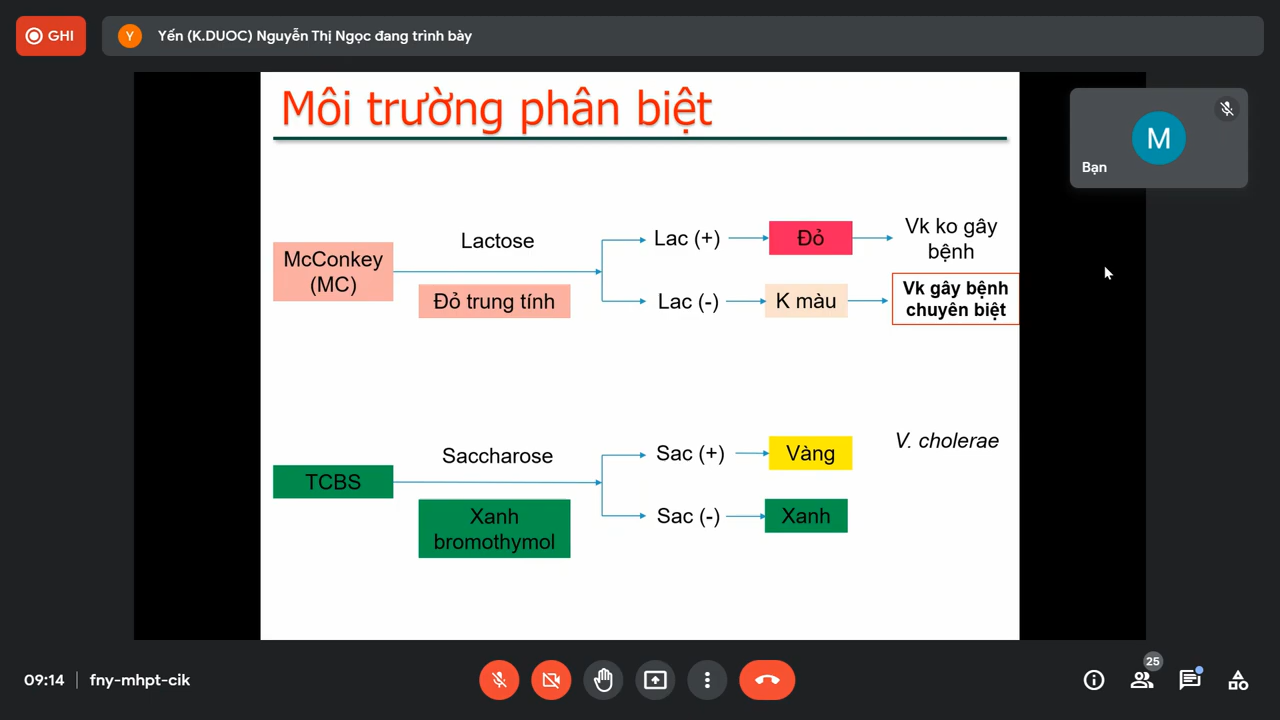 GHI
Y
Yến (K.DUOC) Nguyễn Thị Ngọc đang trình bày
Môi trường phân biệt
M
Bạn
McConkey
(MC)
Lactose
Đỏ trung tính
Lac (+)
Đỏ
Vk ko gây
bệnh
Lac (-)
K màu
Vk gây bệnh
chuyên biệt
TCBS
Saccharose
Xanh
bromothymol
Sac (+)
Vàng
V. cholerae
Sac (-)
Xanh
09:14
fny-mhpt-cik
25